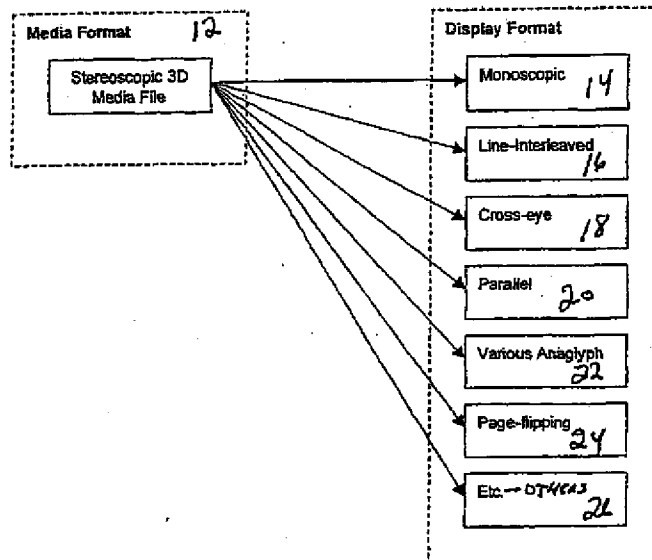 Media Format 12
Stereoscopic 3D
Media File
Display Format
Monoscopic 14
Line-Interleaved
16
Cross-eye
18
Parallel 20
Various Anaglyph
22
Page-flipping
24
Etc. → OTHERS
26